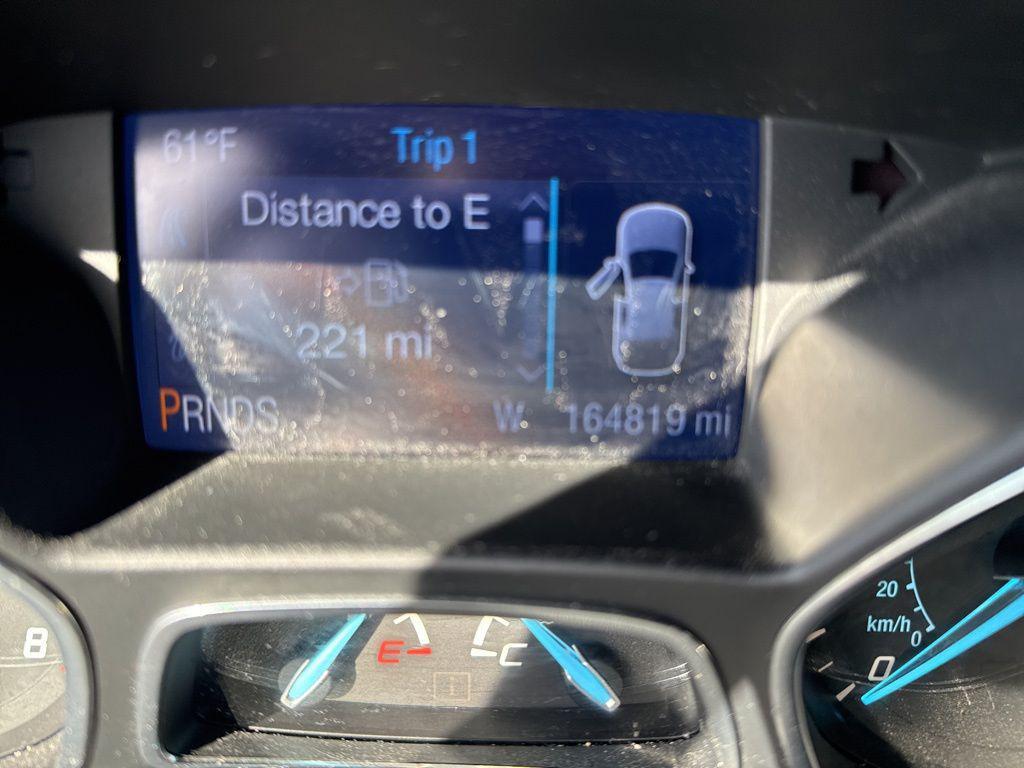 61°F
Trip 1
Distance to E
221 mi
PRNDS
W 164819 mi
8
E
C
20
km/h
0
0